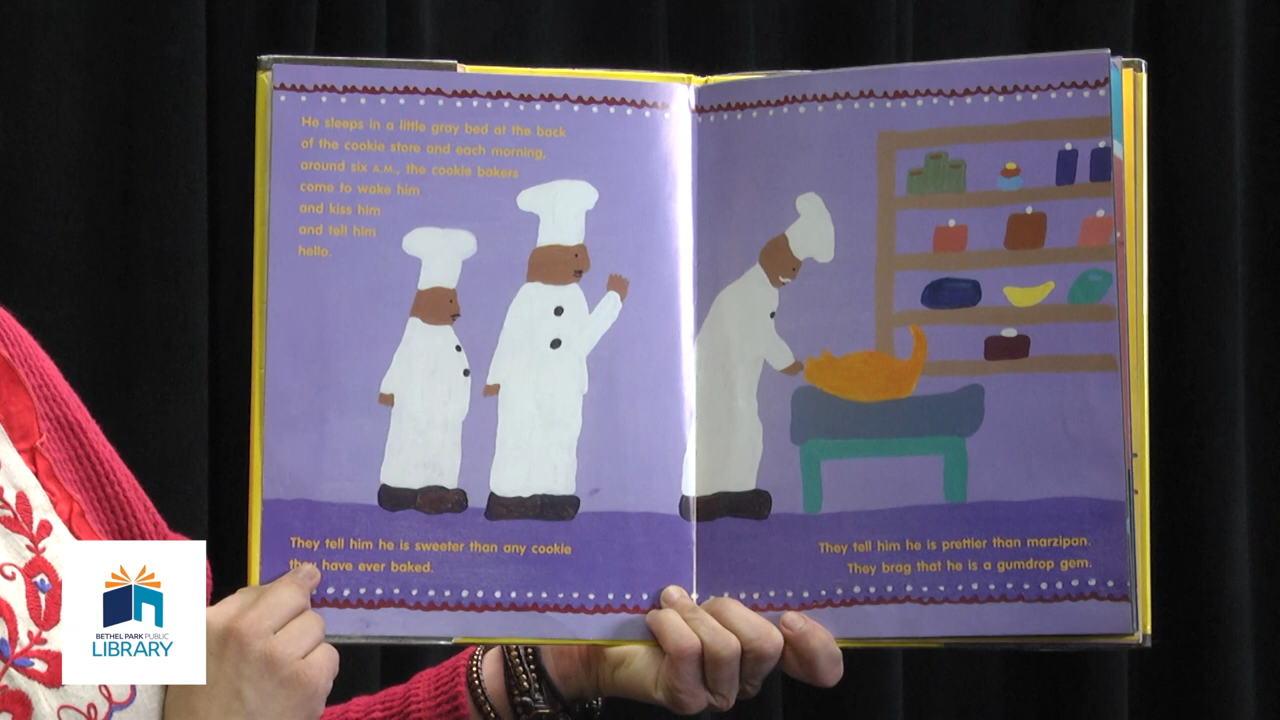 He sleeps in a little gray bed at the back
of the cookie store and each morning,
around six A.M., the cookie bakers
come to wake him
and kiss him
and tell him
hello.
They tell him he is sweeter than any cookie
they have ever baked.
They tell him he is prettier than marzipan.
They brag that he is a gumdrop gem.
BETHEL PARK PUBLIC
LIBRARY